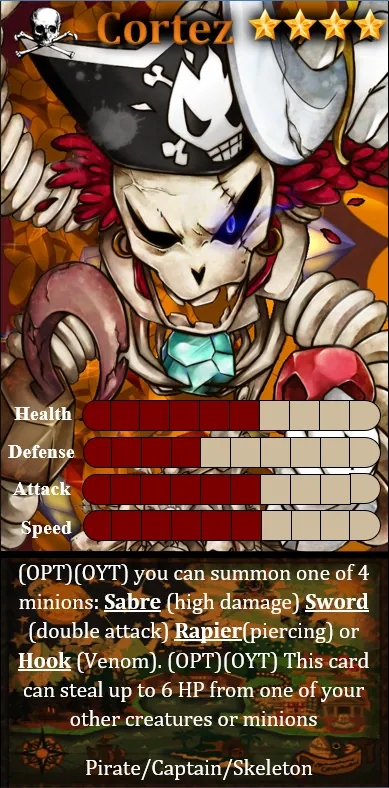 Cortez
Health
Defense
Attack
Speed
(OPT)(OYT) you can summon one of 4
minions: Sabre (high damage) Sword
(double attack) Rapier(piercing) or
Hook (Venom). (OPT)(OYT) This card
can steal up to 6 HP from one of your
other creatures or minions
Pirate/Captain/Skeleton